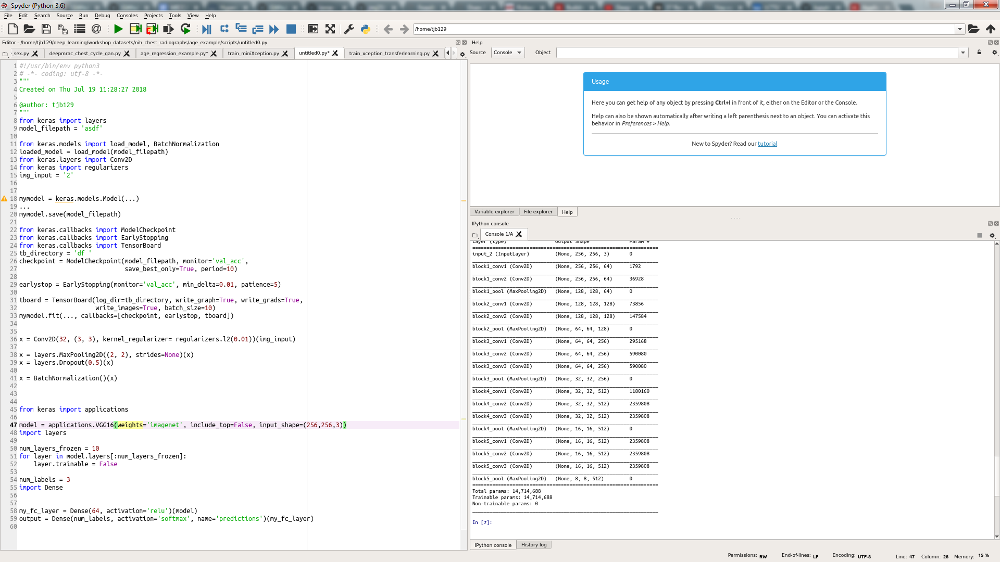 Spyder (Python 3.6)
File Edit Search Source Run Debug Consoles Projects Tools View Help
/home/tjb129
Editor - /home/tjb129/deep_learning/workshop_datasets/nih_chest_radiographs/age_example/scripts/untitled0.py
_sex.py deepmrac_chest_cycle_gan.py age_regression_example.py* train_miniXception.py untitled0.py* train_xception_transferlearning.py
1 #!/usr/bin/env python3
2 # -*- coding: utf-8 -*-
3 """
4 Created on Thu Jul 19 11:28:27 2018
5
6 @author: tjb129
7 """
8 from keras import layers
9 model_filepath = 'asdf'
10
11 from keras.models import load_model, BatchNormalization
12 loaded_model = load_model(model_filepath)
13 from keras.layers import Conv2D
14 from keras import regularizers
15 img_input = '2'
16
17
18 mymodel = keras.models.Model(...)
19 ...
20 mymodel.save(model_filepath)
21
22 from keras.callbacks import ModelCheckpoint
23 from keras.callbacks import EarlyStopping
24 from keras.callbacks import TensorBoard
25 tb_directory = 'df '
26 checkpoint = ModelCheckpoint(model_filepath, monitor='val_acc',
27                              save_best_only=True, period=10)
28
29 earlystop = EarlyStopping(monitor='val_acc', min_delta=0.01, patience=5)
30
31 tboard = TensorBoard(log_dir=tb_directory, write_graph=True, write_grads=True,
32                      write_images=True, batch_size=10)
33 mymodel.fit(..., callbacks=[checkpoint, earlystop, tboard])
34
35
36 x = Conv2D(32, (3, 3), kernel_regularizer= regularizers.l2(0.01))(img_input)
37
38 x = layers.MaxPooling2D((2, 2), strides=None)(x)
39 x = layers.Dropout(0.5)(x)
40
41 x = BatchNormalization()(x)
42
43
44
45 from keras import applications
46
47 model = applications.VGG16(weights='imagenet', include_top=False, input_shape=(256,256,3))
48 import layers
49
50 num_layers_frozen = 10
51 for layer in model.layers[:num_layers_frozen]:
52     layer.trainable = False
53
54 num_labels = 3
55 import Dense
56
57
58 my_fc_layer = Dense(64, activation='relu')(model)
59 output = Dense(num_labels, activation='softmax', name='predictions')(my_fc_layer)
60
Help
Source Console Object
Usage
Here you can get help of any object by pressing Ctrl+I in front of it, either on the Editor or the Console.
Help can also be shown automatically after writing a left parenthesis next to an object. You can activate this
behavior in Preferences > Help.
New to Spyder? Read our tutorial
Variable explorer File explorer Help
IPython console
Console 1/A
Layer (type) Output Shape Param #
=================================================================
input_2 (InputLayer) (None, 256, 256, 3) 0
block1_conv1 (Conv2D) (None, 256, 256, 64) 1792
block1_conv2 (Conv2D) (None, 256, 256, 64) 36928
block1_pool (MaxPooling2D) (None, 128, 128, 64) 0
block2_conv1 (Conv2D) (None, 128, 128, 128) 73856
block2_conv2 (Conv2D) (None, 128, 128, 128) 147584
block2_pool (MaxPooling2D) (None, 64, 64, 128) 0
block3_conv1 (Conv2D) (None, 64, 64, 256) 295168
block3_conv2 (Conv2D) (None, 64, 64, 256) 590080
block3_conv3 (Conv2D) (None, 64, 64, 256) 590080
block3_pool (MaxPooling2D) (None, 32, 32, 256) 0
block4_conv1 (Conv2D) (None, 32, 32, 512) 1180160
block4_conv2 (Conv2D) (None, 32, 32, 512) 2359808
block4_conv3 (Conv2D) (None, 32, 32, 512) 2359808
block4_pool (MaxPooling2D) (None, 16, 16, 512) 0
block5_conv1 (Conv2D) (None, 16, 16, 512) 2359808
block5_conv2 (Conv2D) (None, 16, 16, 512) 2359808
block5_conv3 (Conv2D) (None, 16, 16, 512) 2359808
block5_pool (MaxPooling2D) (None, 8, 8, 512) 0
=================================================================
Total params: 14,714,688
Trainable params: 14,714,688
Non-trainable params: 0
In [7]:
IPython console History log
Permissions: RW End-of-lines: LF Encoding: UTF-8 Line: 47 Column: 28 Memory: 15 %